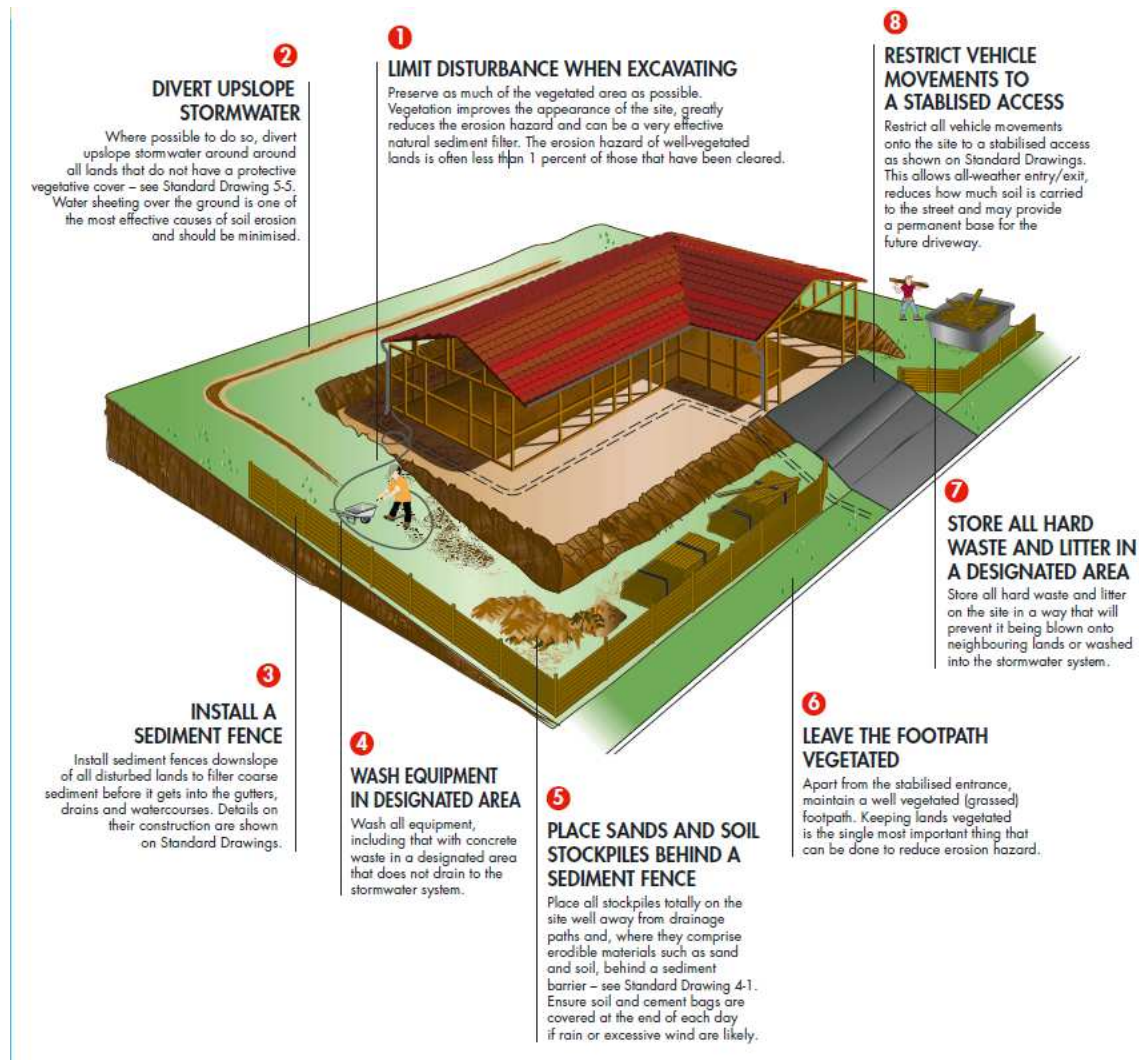 1
LIMIT DISTURBANCE WHEN EXCAVATING
Preserve as much of the vegetated area as possible.
Vegetation improves the appearance of the site, greatly
reduces the erosion hazard and can be a very effective
natural sediment filter. The erosion hazard of well-vegetated
lands is often less than 1 percent of those that have been cleared.
2
DIVERT UPSLOPE
STORMWATER
Where possible to do so, divert
upslope stormwater around around
all lands that do not have a protective
vegetative cover – see Standard Drawing 5-5.
Water sheeting over the ground is one of
the most effective causes of soil erosion
and should be minimised.
3
INSTALL A
SEDIMENT FENCE
Install sediment fences downslope
of all disturbed lands to filter coarse
sediment before it gets into the gutters,
drains and watercourses. Details on
their construction are shown
on Standard Drawings.
4
WASH EQUIPMENT
IN DESIGNATED AREA
Wash all equipment,
including that with concrete
waste in a designated area
that does not drain to the
stormwater system.
5
PLACE SANDS AND SOIL
STOCKPILES BEHIND A
SEDIMENT FENCE
Place all stockpiles totally on the
site well away from drainage
paths and, where they comprise
erodible materials such as sand
and soil, behind a sediment
barrier – see Standard Drawing 4-1.
Ensure soil and cement bags are
covered at the end of each day
if rain or excessive wind are likely.
6
LEAVE THE FOOTPATH
VEGETATED
Apart from the stabilised entrance,
maintain a well vegetated (grassed)
footpath. Keeping lands vegetated
is the single most important thing that
can be done to reduce erosion hazard.
7
STORE ALL HARD
WASTE AND LITTER IN
A DESIGNATED AREA
Store all hard waste and litter
on the site in a way that will
prevent it being blown onto
neighbouring lands or washed
into the stormwater system.
8
RESTRICT VEHICLE
MOVEMENTS TO
A STABLISED ACCESS
Restrict all vehicle movements
onto the site to a stabilised access
as shown on Standard Drawings.
This allows all-weather entry/exit,
reduces how much soil is carried
to the street and may provide
a permanent base for the
future driveway.